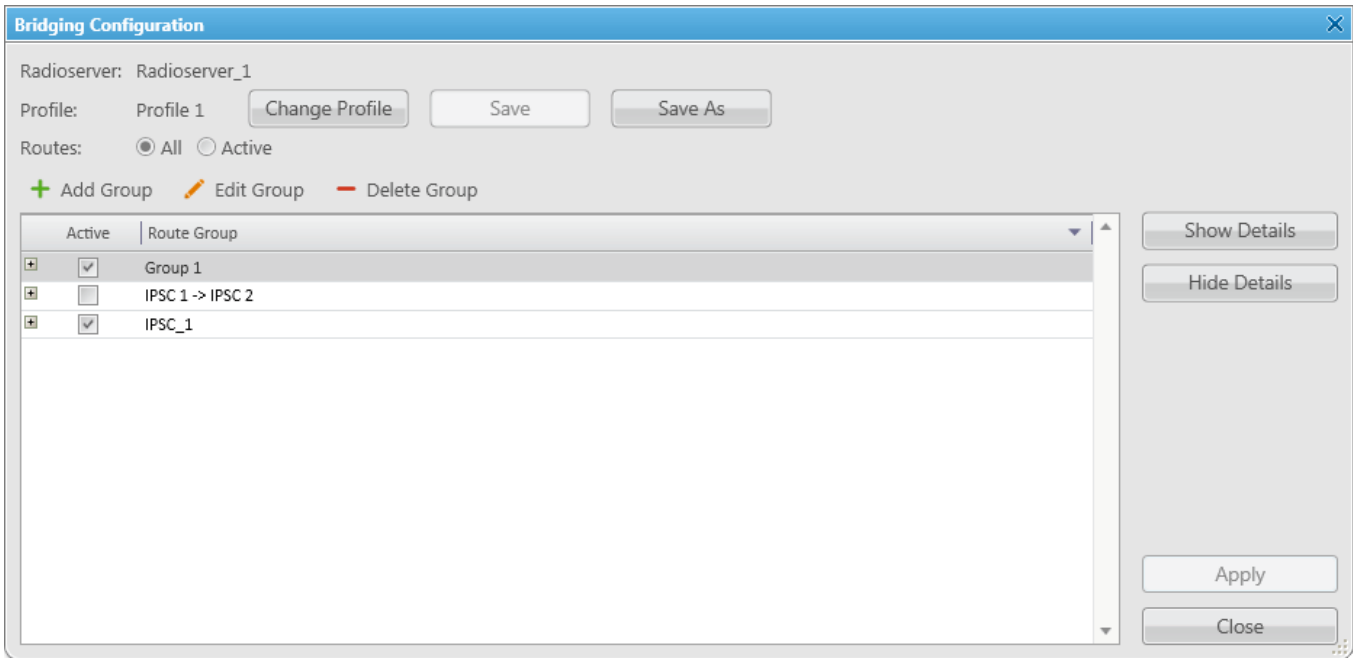 Bridging Configuration
Radioserver: Radioserver_1
Profile: Profile 1 Change Profile Save Save As
Routes: All Active
Add Group Edit Group Delete Group
Active Route Group Show Details
Group 1 Hide Details
IPSC 1 -> IPSC 2
IPSC_1
Apply
Close